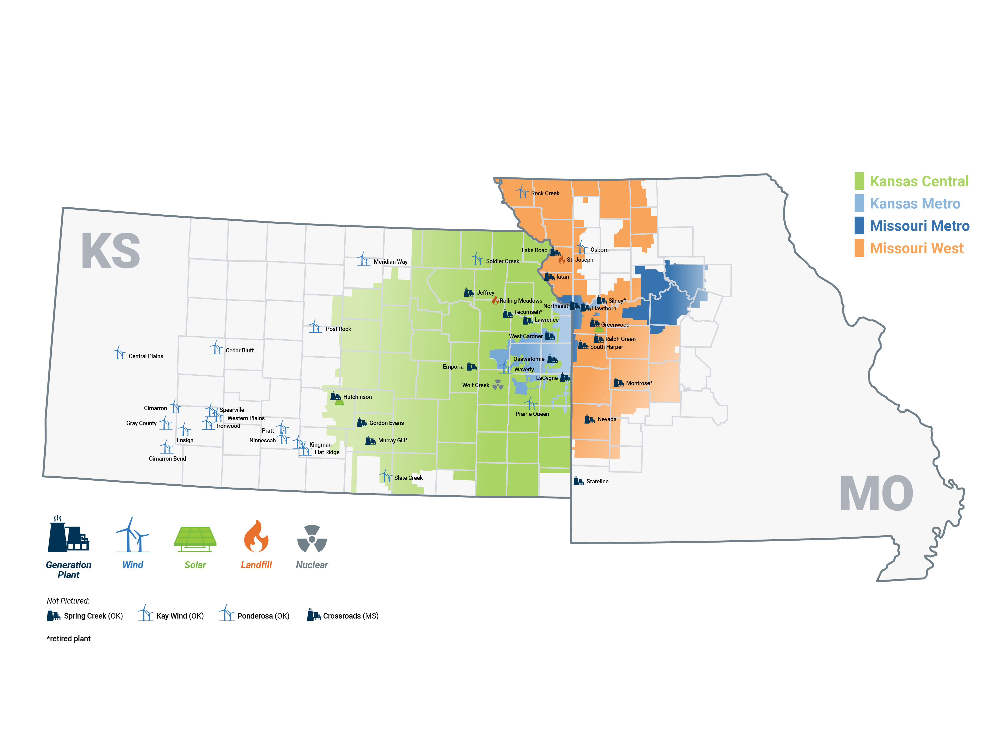 Kansas Central
Kansas Metro
Missouri Metro
Missouri West
KS
MO
Rock Creek
Lake Road
Osborn
St. Joseph
Meridian Way
Soldier Creek
Iatan
Jeffrey
Rolling Meadows
Sibley*
Northeast
Hawthorn
Tecumseh*
Lawrence
Greenwood
Post Rock
West Gardner
Ralph Green
South Harper
Cedar Bluff
Central Plains
Osawatomie
Emporia
Waverly
LaCygne
Montrose*
Wolf Creek
Hutchinson
Cimarron
Spearville
Prairie Queen
Western Plains
Nevada
Gray County
Ironwood
Gordon Evans
Pratt
Ensign
Ninnescah
Murray Gill*
Kingman
Flat Ridge
Cimarron Bend
Slate Creek
Stateline
Generation
Plant
Wind
Solar
Landfill
Nuclear
Not Pictured:
Spring Creek (OK)
Kay Wind (OK)
Ponderosa (OK)
Crossroads (MS)
*retired plant